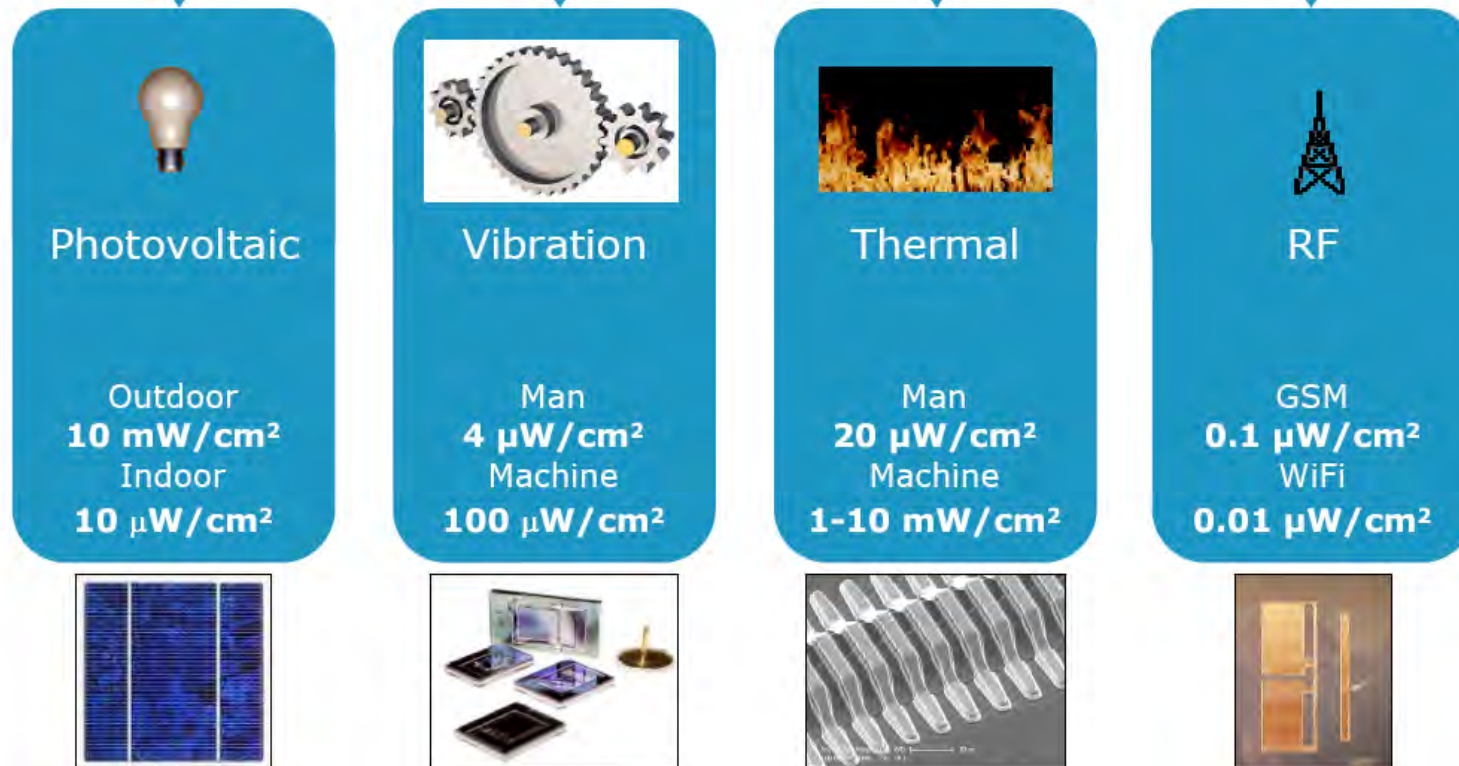 Photovoltaic
Outdoor
10 mW/cm²
Indoor
10 μW/cm²
Vibration
Man
4 µW/cm²
Machine
100 μW/cm²
Thermal
Man
20 µW/cm²
Machine
1-10 mW/cm²
RF
GSM
0.1 µW/cm²
WiFi
0.01 µW/cm²